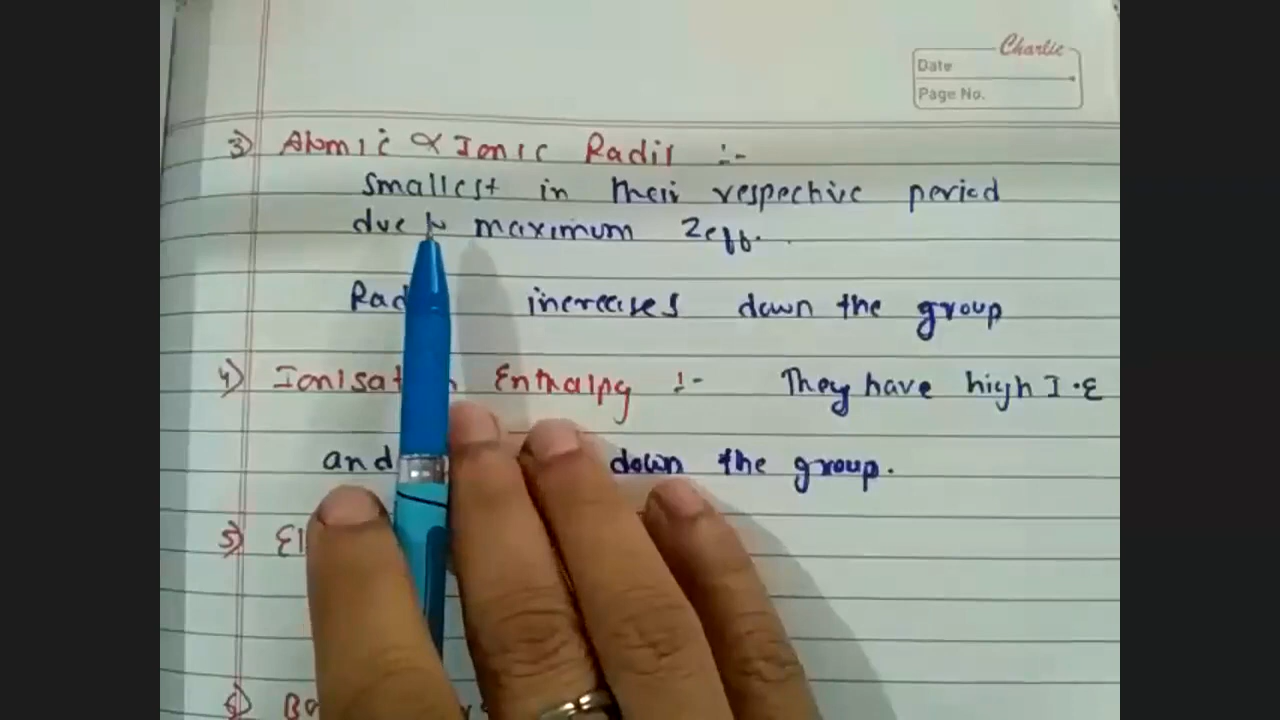 Charlie
Date
Page No.
3) Atomic & Ionic Radii :-
smallest in their respective period
due to maximum Zeff.
Rad increases down the group
4) Ionisat n Enthalpy :- They have high I.E
and down the group.
5) El
6) Bo